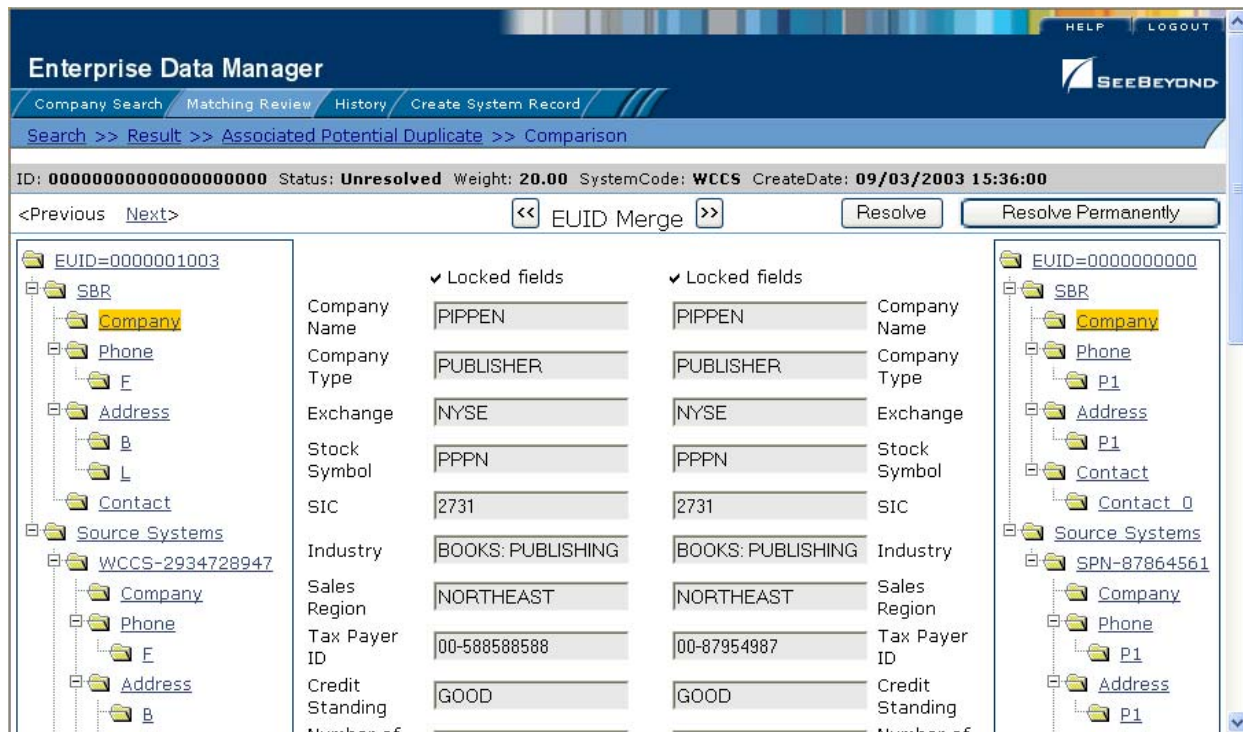 HELP LOGOUT
Enterprise Data Manager
SEEBEYOND
Company Search Matching Review History Create System Record
Search >> Result >> Associated Potential Duplicate >> Comparison
ID: 00000000000000000000 Status: Unresolved Weight: 20.00 SystemCode: WCCS CreateDate: 09/03/2003 15:36:00
<Previous Next> << EUID Merge >> Resolve Resolve Permanently
EUID=0000001003
SBR
Company
Phone
F
Address
B
L
Contact
Source Systems
WCCS-2934728947
Company
Phone
F
Address
B
✔ Locked fields ✔ Locked fields
Company Name PIPPEN PIPPEN Company Name
Company Type PUBLISHER PUBLISHER Company Type
Exchange NYSE NYSE Exchange
Stock Symbol PPPN PPPN Stock Symbol
SIC 2731 2731 SIC
Industry BOOKS: PUBLISHING BOOKS: PUBLISHING Industry
Sales Region NORTHEAST NORTHEAST Sales Region
Tax Payer ID 00-588588588 00-87954987 Tax Payer ID
Credit Standing GOOD GOOD Credit Standing
Number of Number of
EUID=0000000000
SBR
Company
Phone
P1
Address
P1
Contact
Contact_0
Source Systems
SPN-87864561
Company
Phone
P1
Address
P1